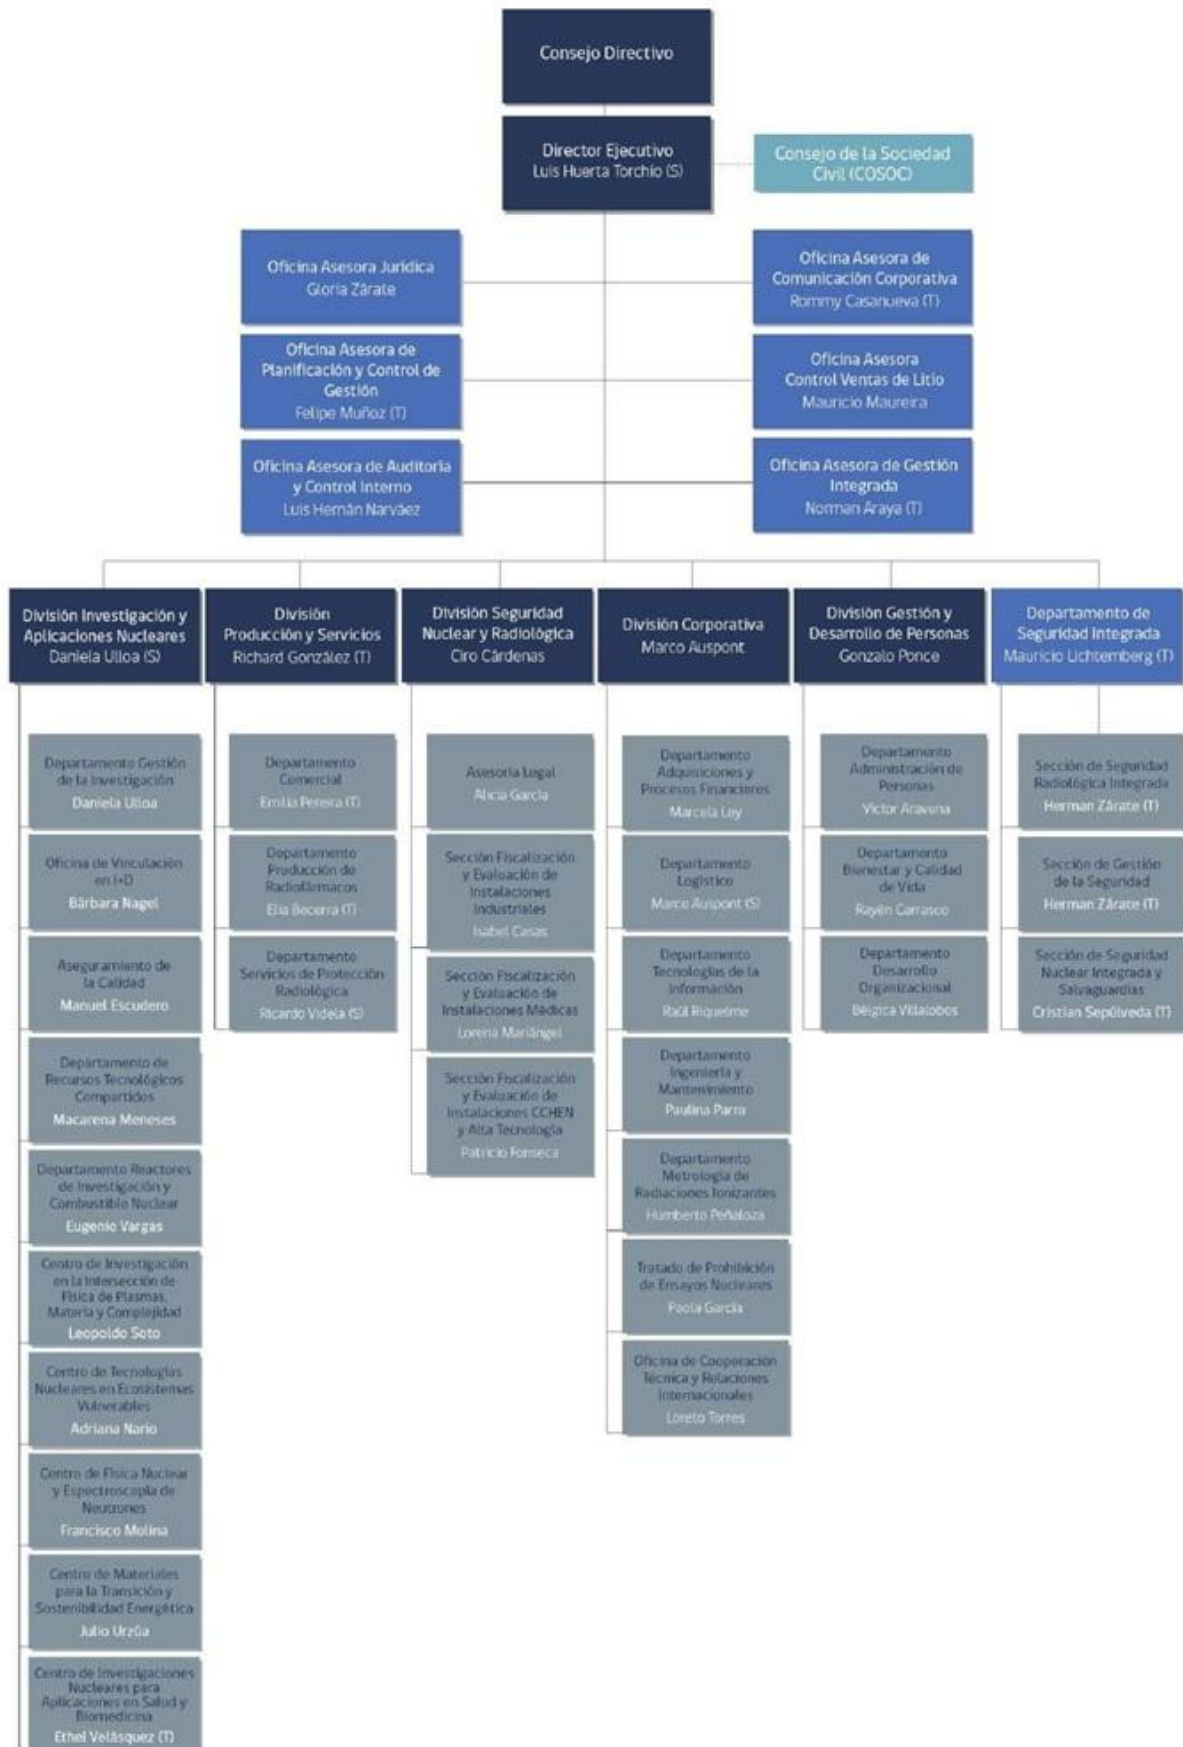 Consejo Directivo
Director Ejecutivo
Luis Huerta Torchio (S)
Consejo de la Sociedad
Civil (COSOC)
Oficina Asesora Jurídica
Gloria Zárate
Oficina Asesora de
Comunicación Corporativa
Rommy Casanueva (T)
Oficina Asesora de
Planificación y Control de
Gestión
Felipe Muñoz (T)
Oficina Asesora
Control Ventas de Litio
Mauricio Maureira
Oficina Asesora de Auditoría
y Control Interno
Luis Hernán Narváez
Oficina Asesora de Gestión
Integrada
Norman Araya (T)
División Investigación y
Aplicaciones Nucleares
Daniela Ulloa (S)
División
Producción y Servicios
Richard González (T)
División Seguridad
Nuclear y Radiológica
Ciro Cárdenas
División Corporativa
Marco Auspont
División Gestión y
Desarrollo de Personas
Gonzalo Ponce
Departamento de
Seguridad Integrada
Mauricio Lichtemberg (T)
Departamento Gestión
de la Investigación
Daniela Ulloa
Oficina de Vinculación
en I+D
Bárbara Nagel
Aseguramiento de
la Calidad
Manuel Escudero
Departamento de
Recursos Tecnológicos
Compartidos
Macarena Meneses
Departamento Reactores
de Investigación y
Combustible Nuclear
Eugenio Vargas
Centro de Investigación
en la Intersección de
Física de Plasmas,
Materia y Complejidad
Leopoldo Soto
Centro de Tecnologías
Nucleares en Ecosistemas
Vulnerables
Adriana Nario
Centro de Física Nuclear
y Espectroscopía de
Neutrones
Francisco Molina
Centro de Materiales
para la Transición y
Sostenibilidad Energética
Julio Urzúa
Centro de Investigaciones
Nucleares para
Aplicaciones en Salud y
Biomedicina
Ethel Velásquez (T)
Departamento
Comercial
Emilia Pereira (T)
Departamento
Producción de
Radiofármacos
Elia Becerra (T)
Departamento
Servicios de Protección
Radiológica
Ricardo Videla (S)
Asesoría Legal
Alicia García
Sección Fiscalización
y Evaluación de
Instalaciones
Industriales
Isabel Casas
Sección Fiscalización
y Evaluación de
Instalaciones Médicas
Lorena Mariángel
Sección Fiscalización
y Evaluación de
Instalaciones CCHEN
y Alta Tecnología
Patricio Fonseca
Departamento
Adquisiciones y
Procesos Financieros
Marcela Loy
Departamento
Logístico
Marco Auspont (S)
Departamento
Tecnologías de la
Información
Raúl Riquelme
Departamento
Ingeniería y
Mantenimiento
Paulina Parra
Departamento
Metrología de
Radiaciones Ionizantes
Humberto Peñaloza
Tratado de Prohibición
de Ensayos Nucleares
Paola García
Oficina de Cooperación
Técnica y Relaciones
Internacionales
Loreto Torres
Departamento
Administración de
Personas
Víctor Aravena
Departamento
Bienestar y Calidad
de Vida
Rayén Carrasco
Departamento
Desarrollo
Organizacional
Bélgica Villalobos
Sección de Seguridad
Radiológica Integrada
Herman Zárate (T)
Sección de Gestión
de la Seguridad
Herman Zárate (T)
Sección de Seguridad
Nuclear Integrada y
Salvaguardias
Cristian Sepúlveda (T)